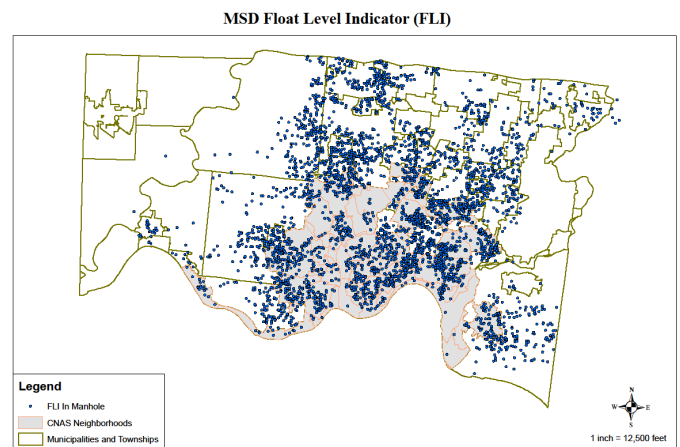 MSD Float Level Indicator (FLI)
Legend
FLI In Manhole
CNAS Neighborhoods
Municipalities and Townships
N
W E
S
1 inch = 12,500 feet